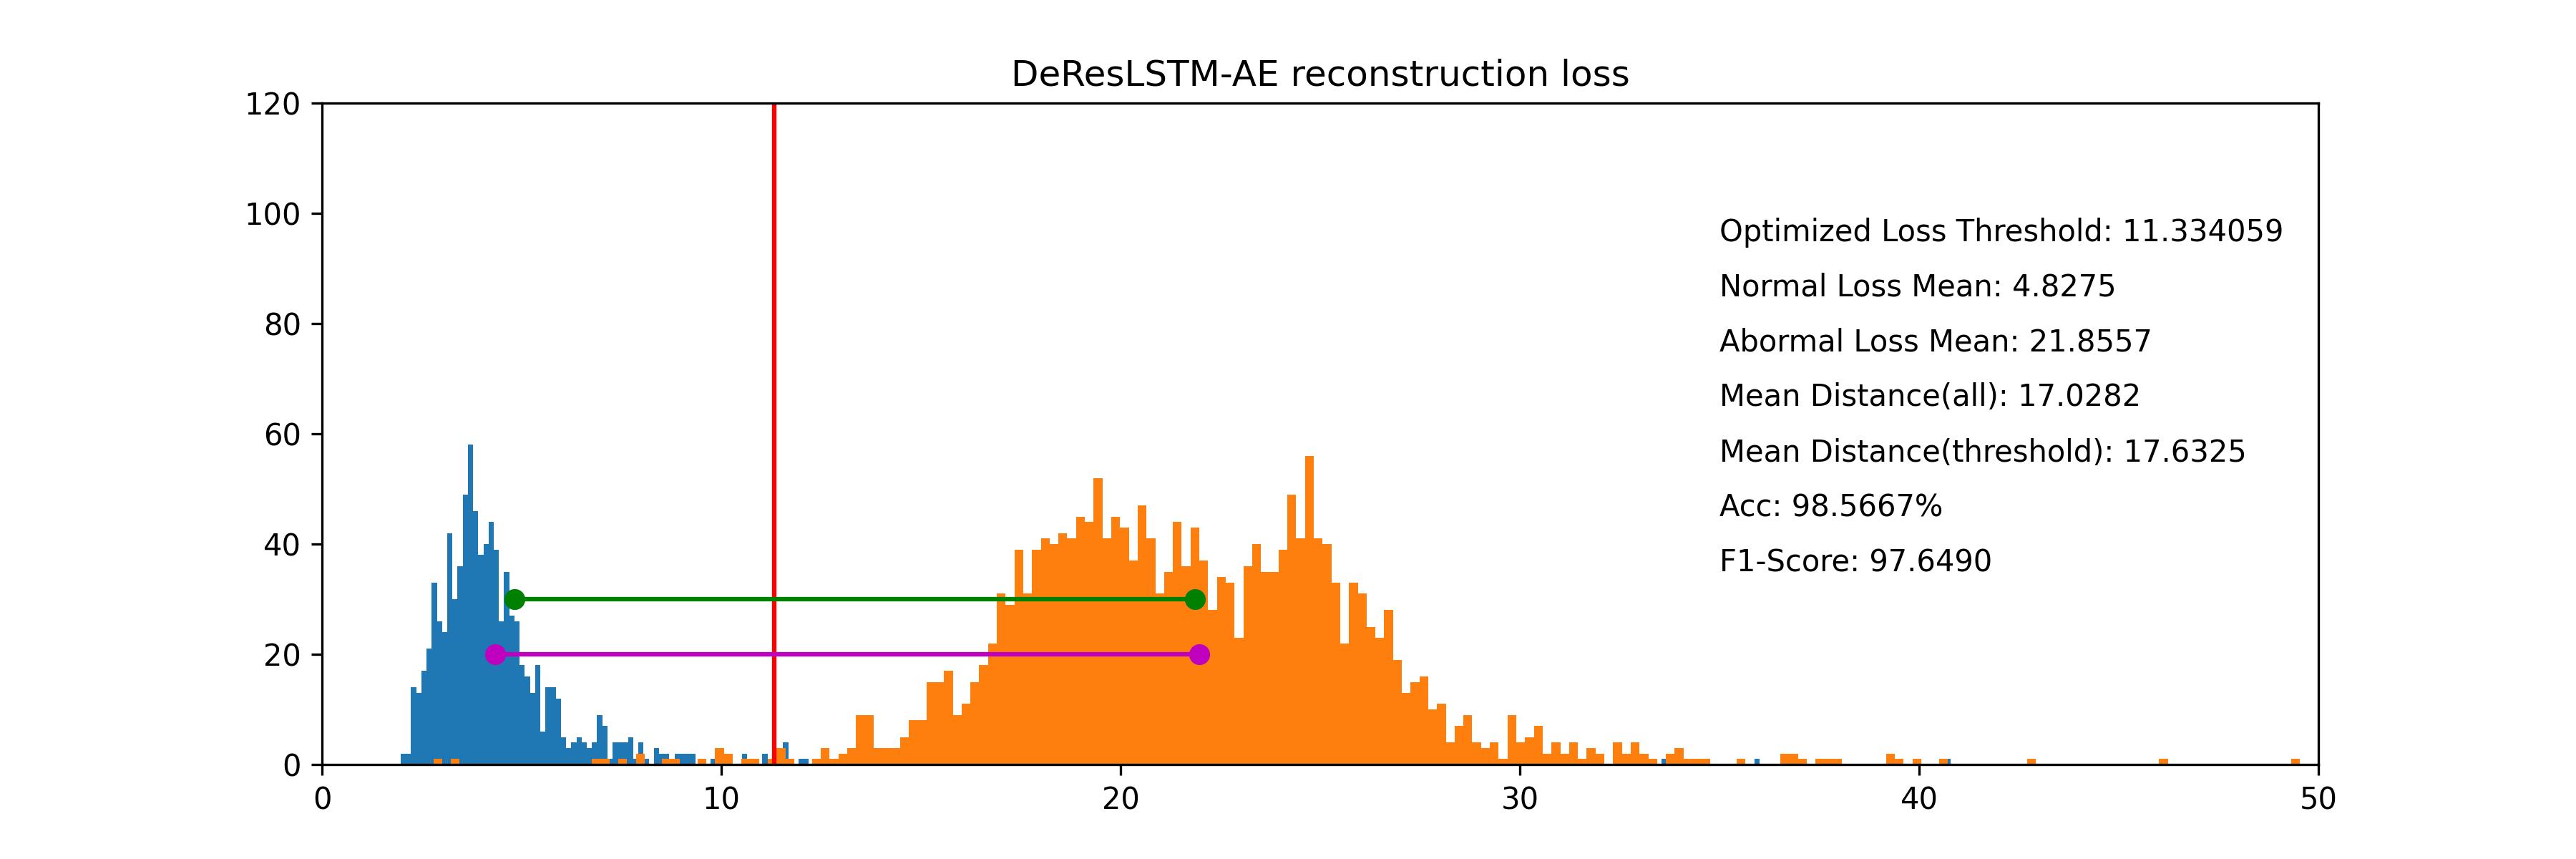 DeResLSTM-AE reconstruction loss
120
100
80
60
40
20
0
Optimized Loss Threshold: 11.334059
Normal Loss Mean: 4.8275
Abormal Loss Mean: 21.8557
Mean Distance(all): 17.0282
Mean Distance(threshold): 17.6325
Acc: 98.5667%
F1-Score: 97.6490
0 10 20 30 40 50